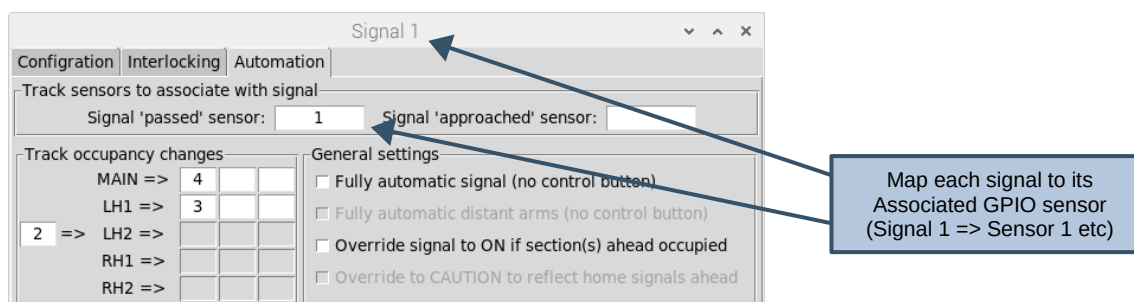 Signal 1
Configration Interlocking Automation
Track sensors to associate with signal
Signal 'passed' sensor: 1 Signal 'approached' sensor:
Track occupancy changes
MAIN => 4
LH1 => 3
2 => LH2 =>
RH1 =>
RH2 =>
General settings
Fully automatic signal (no control button)
Fully automatic distant arms (no control button)
Override signal to ON if section(s) ahead occupied
Override to CAUTION to reflect home signals ahead
Map each signal to its
Associated GPIO sensor
(Signal 1 => Sensor 1 etc)